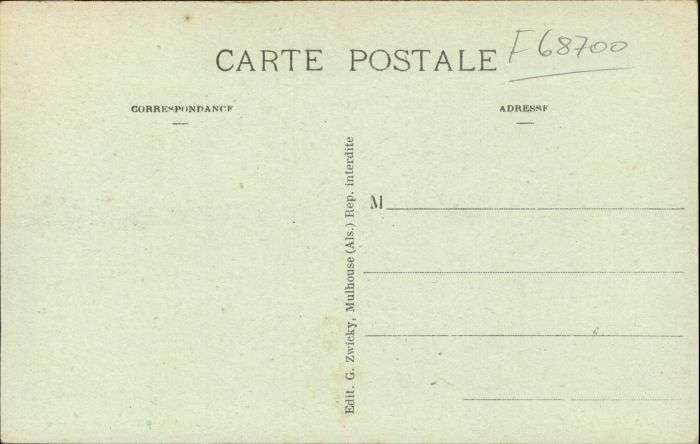 CARTE POSTALE F 68700
CORRESPONDANCE
ADRESSE
Edit. G. Zwicky, Mulhouse (Als.) Rep. interdite
M